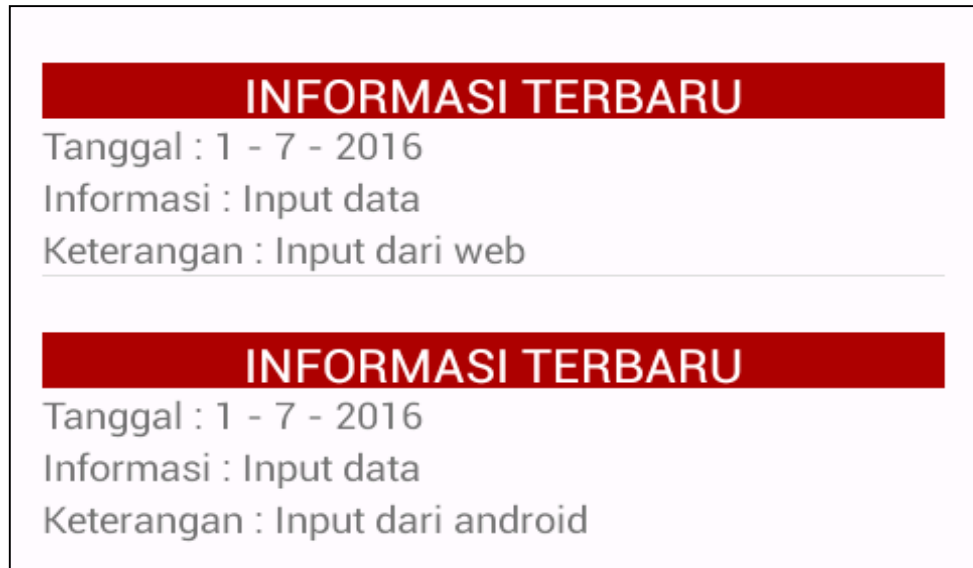 INFORMASI TERBARU
Tanggal : 1 - 7 - 2016
Informasi : Input data
Keterangan : Input dari web
INFORMASI TERBARU
Tanggal : 1 - 7 - 2016
Informasi : Input data
Keterangan : Input dari android